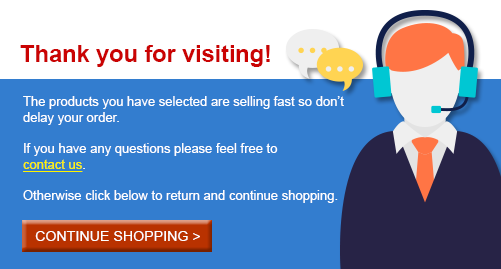 Thank you for visiting!
The products you have selected are selling fast so don't
delay your order.
If you have any questions please feel free to
contact us.
Otherwise click below to return and continue shopping.
CONTINUE SHOPPING >